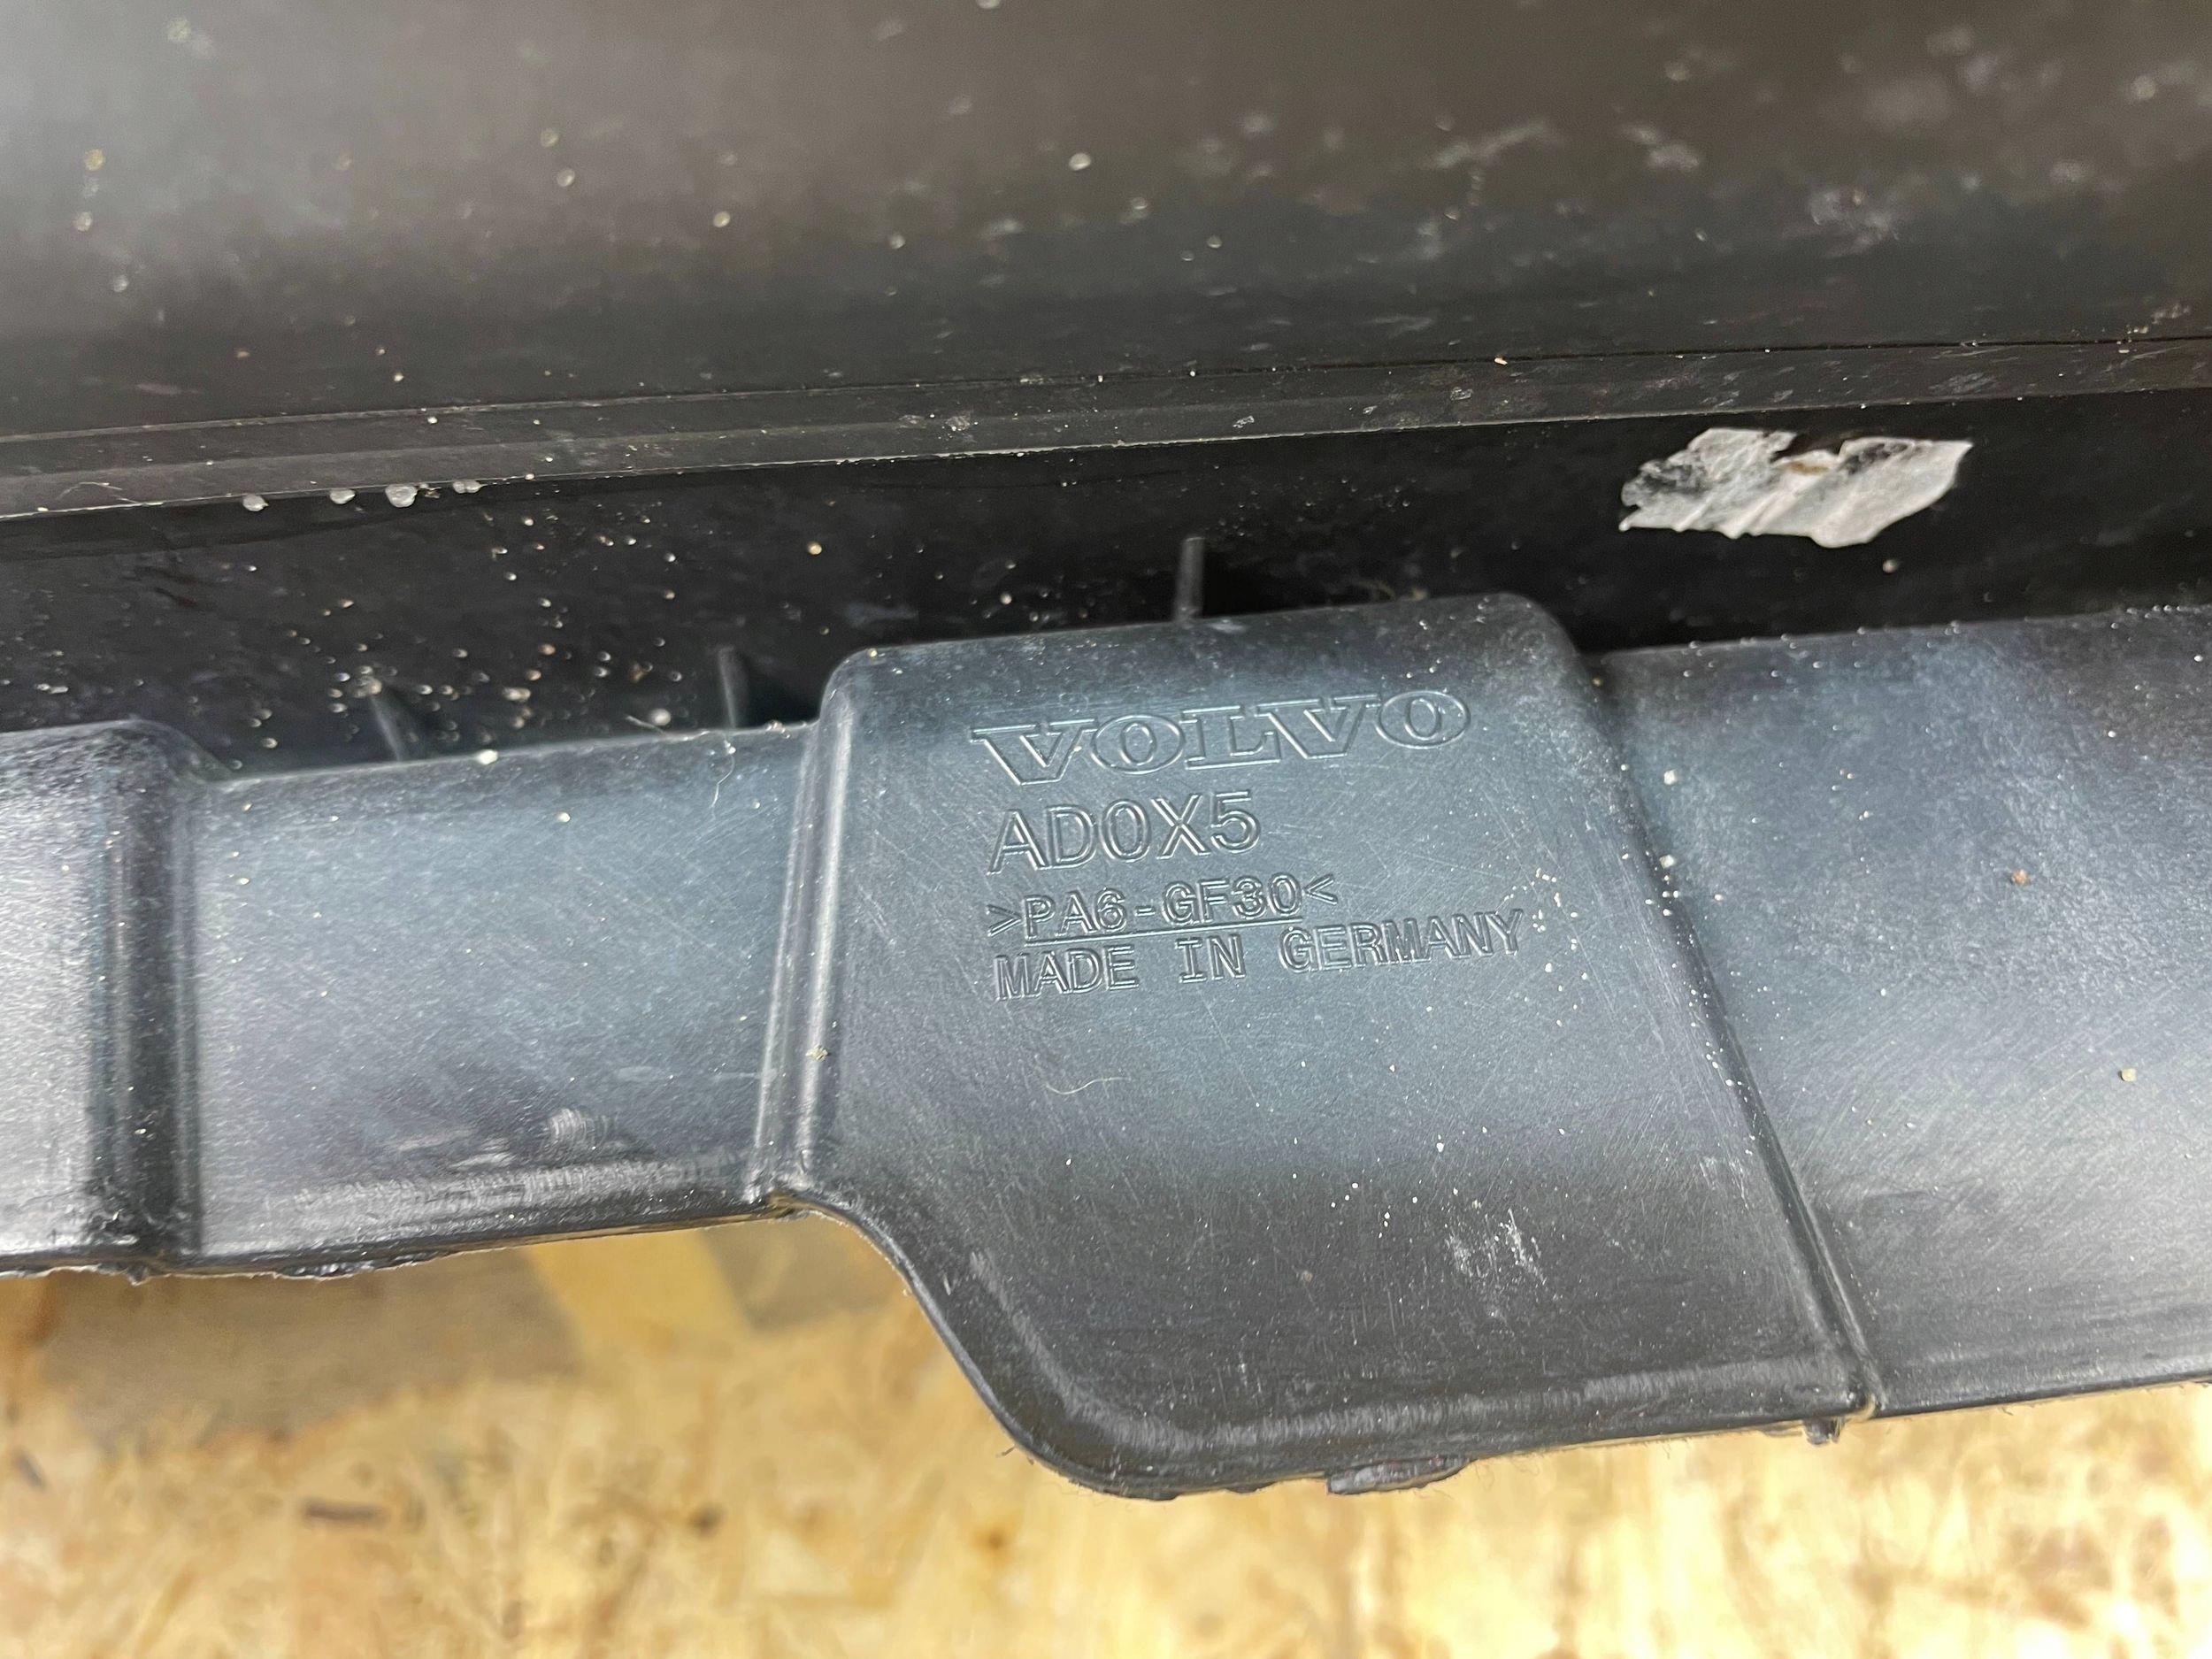 VOLVO
AD0X5
>PA6-GF30<
MADE IN GERMANY